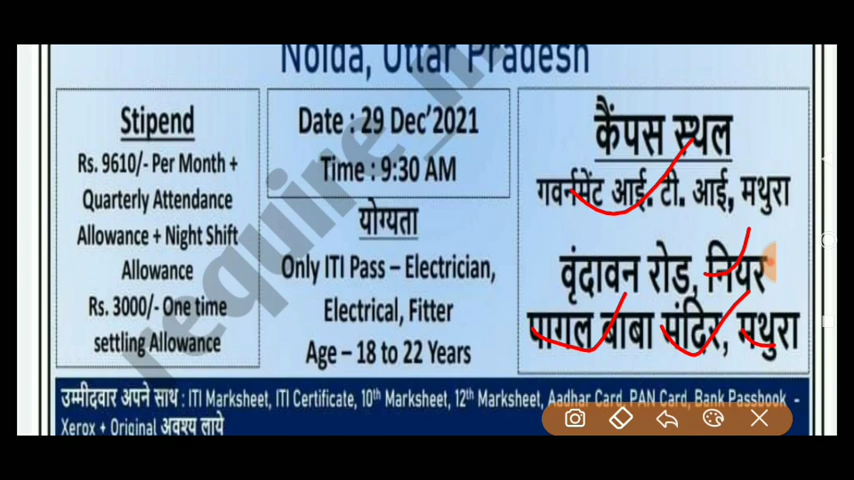 Noida, Uttar Pradesh
Stipend
Rs. 9610/- Per Month +
Quarterly Attendance
Allowance + Night Shift
Allowance
Rs. 3000/- One time
settling Allowance
Date : 29 Dec'2021
Time : 9:30 AM
योग्यता
Only ITI Pass – Electrician,
Electrical, Fitter
Age – 18 to 22 Years
कैंपस स्थल
गवर्नमेंट आई. टी. आई, मथुरा
वृंदावन रोड, नियर
पागल बाबा मंदिर, मथुरा
उम्मीदवार अपने साथ : ITI Marksheet, ITI Certificate, 10th Marksheet, 12th Marksheet, Aadhar Card, PAN Card, Bank Passbook -
Xerox + Original अवश्य लाये
require_m